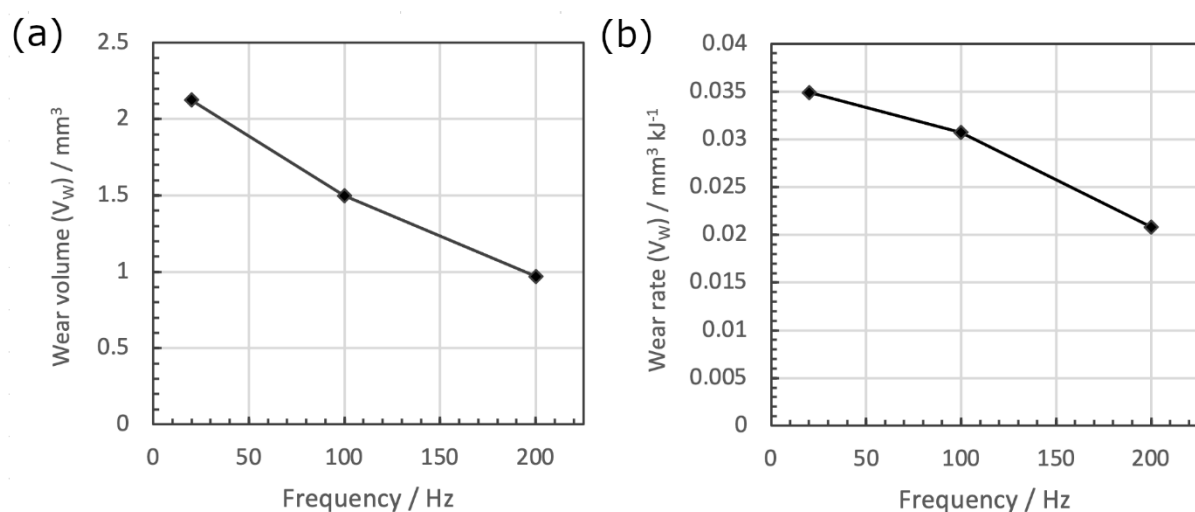 (a)
2.5
2
1.5
1
0.5
0
Wear volume (V_W) / mm³
0 50 100 150 200
Frequency / Hz
(b)
0.04
0.035
0.03
0.025
0.02
0.015
0.01
0.005
0
Wear rate (V_W) / mm³ kJ⁻¹
0 50 100 150 200
Frequency / Hz